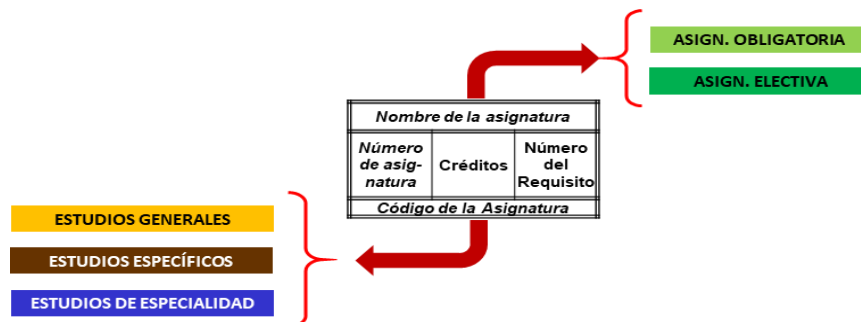 ASIGN. OBLIGATORIA
ASIGN. ELECTIVA
Nombre de la asignatura
Número
de asig-
natura
Créditos
Número
del
Requisito
Código de la Asignatura
ESTUDIOS GENERALES
ESTUDIOS ESPECÍFICOS
ESTUDIOS DE ESPECIALIDAD